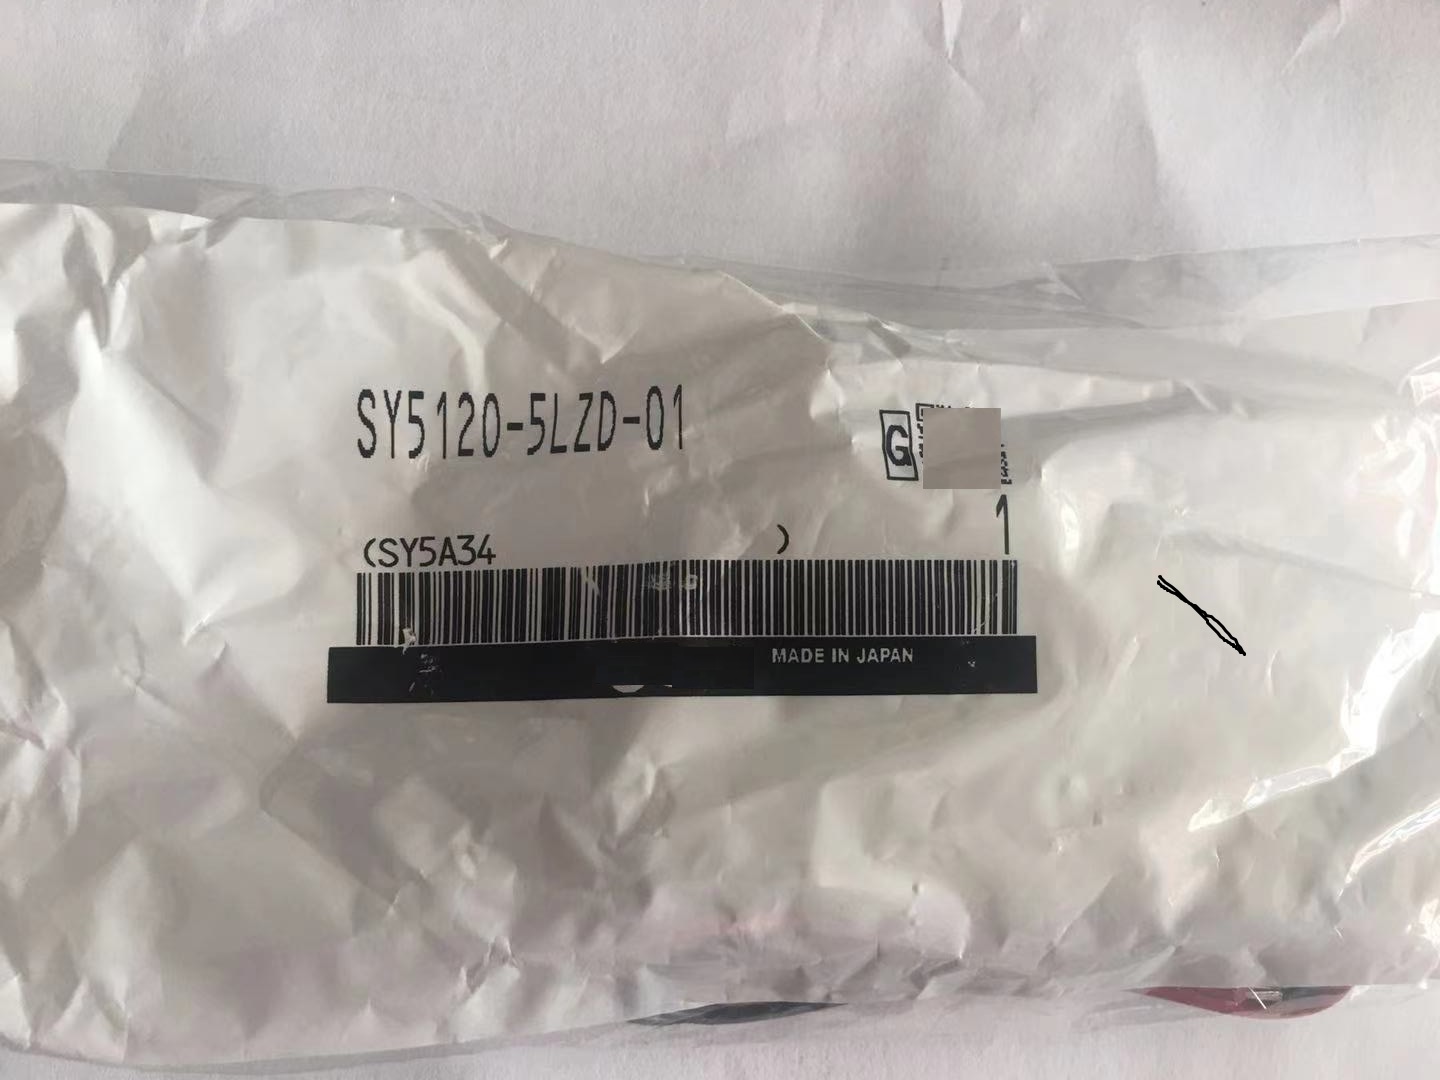 SY5120-5LZD-01
G
1
(SY5A34 )
MADE IN JAPAN